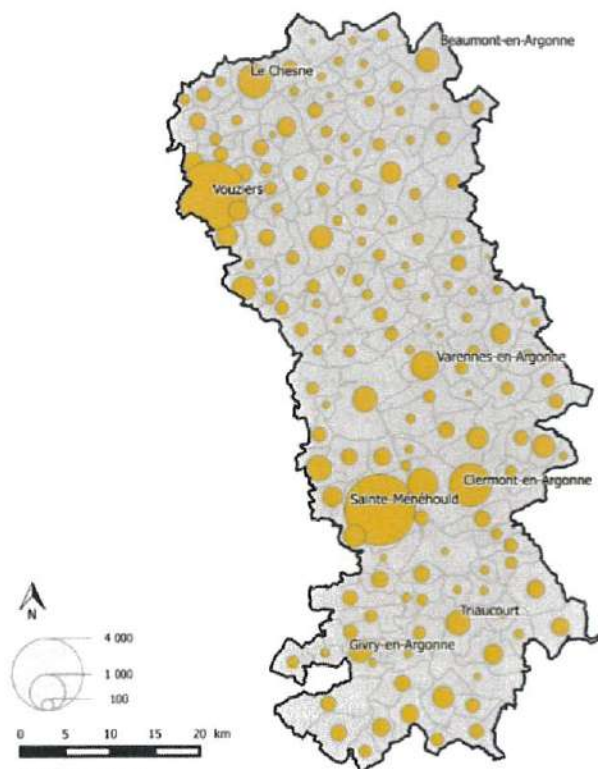 Beaumont-en-Argonne
Le Chesne
Vouziers
Varennes-en-Argonne
Clermont-en-Argonne
Sainte-Ménéhould
Triaucourt
Givry-en-Argonne
N
4 000
1 000
100
0 5 10 15 20 km